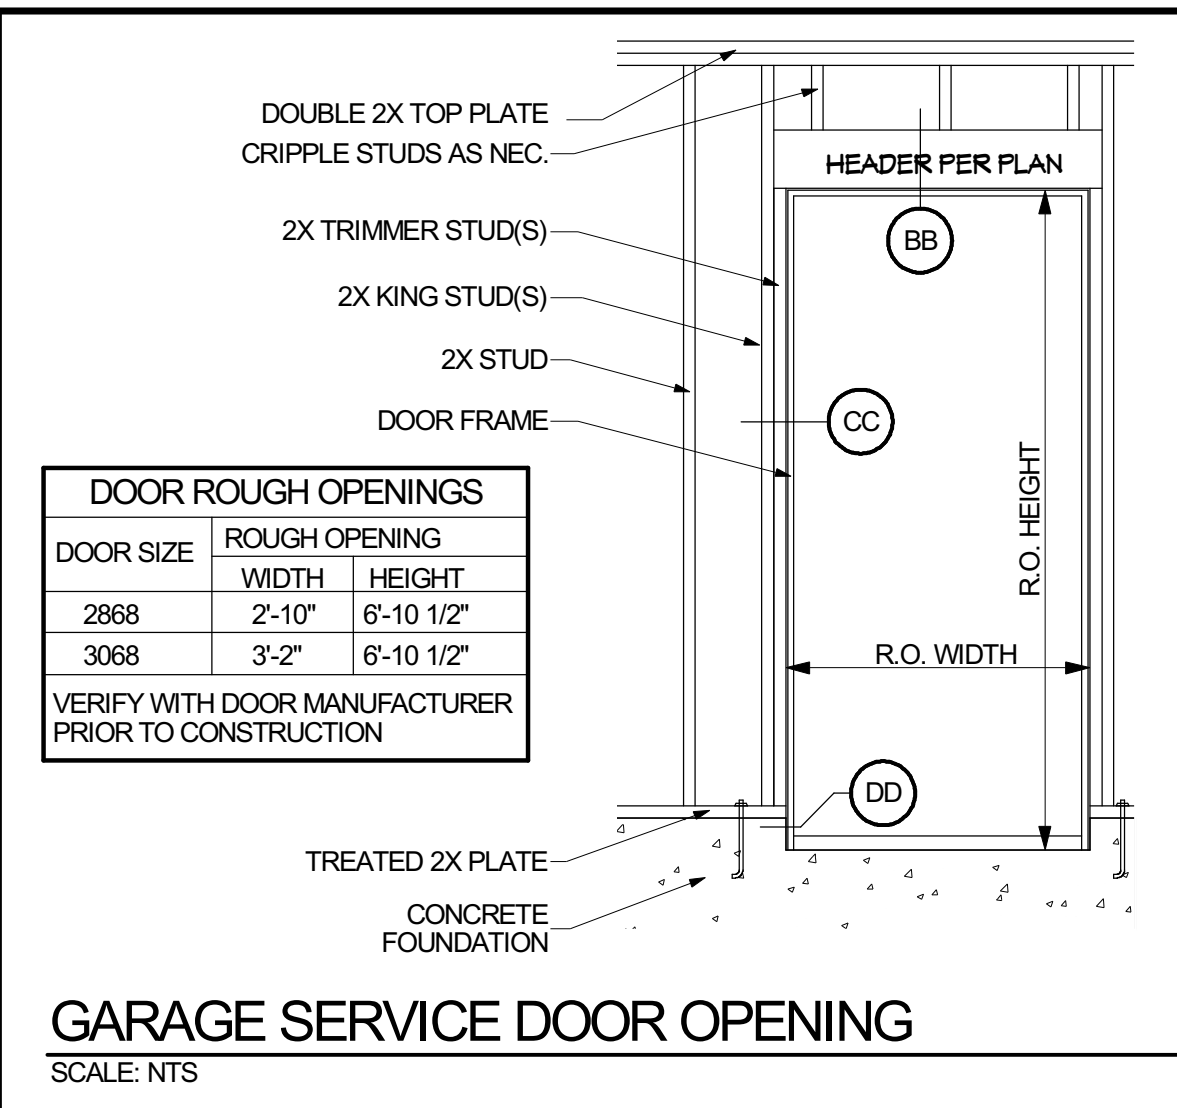 DOUBLE 2X TOP PLATE
CRIPPLE STUDS AS NEC.
HEADER PER PLAN
2X TRIMMER STUD(S)
BB
2X KING STUD(S)
2X STUD
DOOR FRAME
CC
R.O. HEIGHT
R.O. WIDTH
DOOR ROUGH OPENINGS
DOOR SIZE
ROUGH OPENING
WIDTH HEIGHT
2868 2'-10" 6'-10 1/2"
3068 3'-2" 6'-10 1/2"
VERIFY WITH DOOR MANUFACTURER
PRIOR TO CONSTRUCTION
DD
TREATED 2X PLATE
CONCRETE
FOUNDATION
GARAGE SERVICE DOOR OPENING
SCALE: NTS